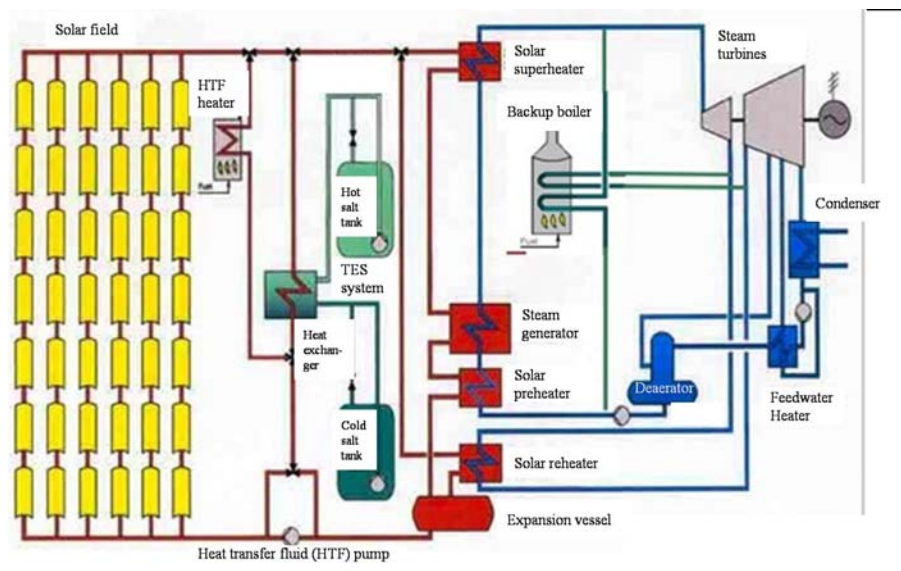 Solar field
HTF
heater
Fuel
Hot
salt
tank
TES
system
Heat
exchan-
ger
Cold
salt
tank
Heat transfer fluid (HTF) pump
Solar
superheater
Backup boiler
Fuel
Steam
turbines
Condenser
Steam
generator
Solar
preheater
Deaerator
Feedwater
Heater
Solar reheater
Expansion vessel